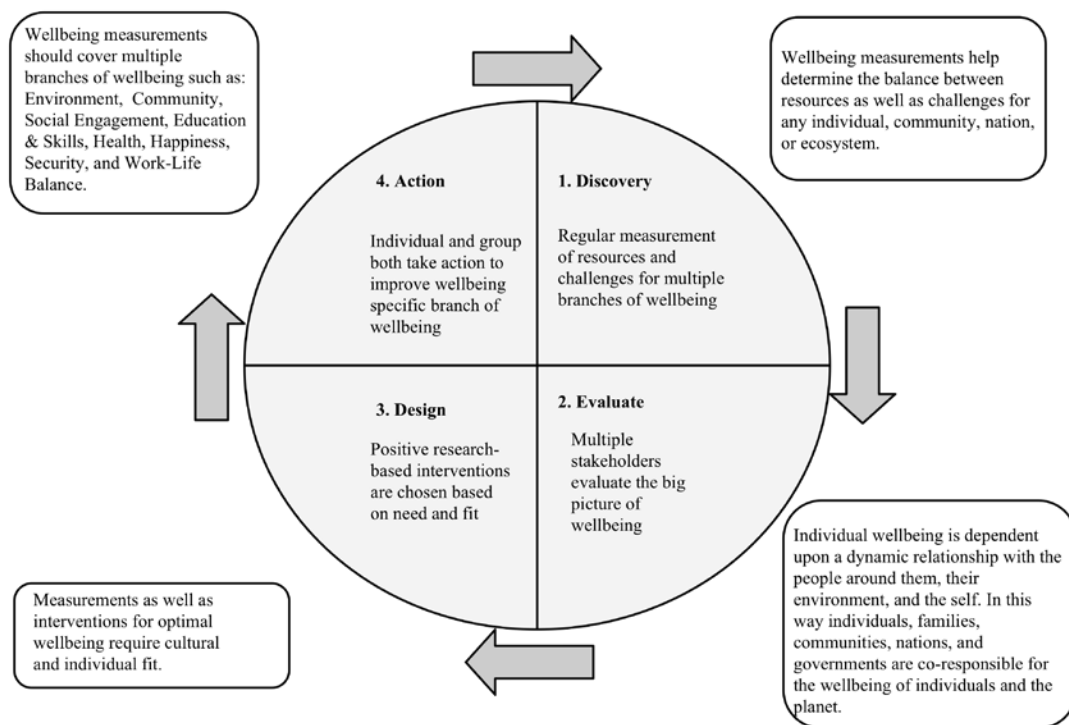 Wellbeing measurements
should cover multiple
branches of wellbeing such as:
Environment, Community,
Social Engagement, Education
& Skills, Health, Happiness,
Security, and Work-Life
Balance.
Wellbeing measurements help
determine the balance between
resources as well as challenges for
any individual, community, nation,
or ecosystem.
4. Action
Individual and group
both take action to
improve wellbeing
specific branch of
wellbeing
1. Discovery
Regular measurement
of resources and
challenges for multiple
branches of wellbeing
3. Design
Positive research-
based interventions
are chosen based
on need and fit
2. Evaluate
Multiple
stakeholders
evaluate the big
picture of
wellbeing
Measurements as well as
interventions for optimal
wellbeing require cultural
and individual fit.
Individual wellbeing is dependent
upon a dynamic relationship with the
people around them, their
environment, and the self. In this
way individuals, families,
communities, nations, and
governments are co-responsible for
the wellbeing of individuals and the
planet.